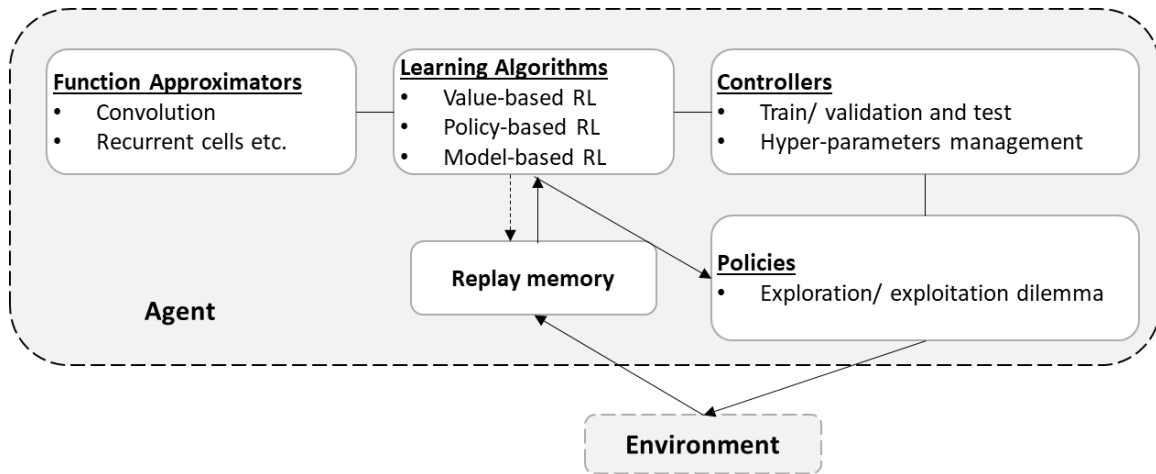 Function Approximators
• Convolution
• Recurrent cells etc.
Learning Algorithms
• Value-based RL
• Policy-based RL
• Model-based RL
Controllers
• Train/ validation and test
• Hyper-parameters management
Replay memory
Policies
• Exploration/ exploitation dilemma
Agent
Environment